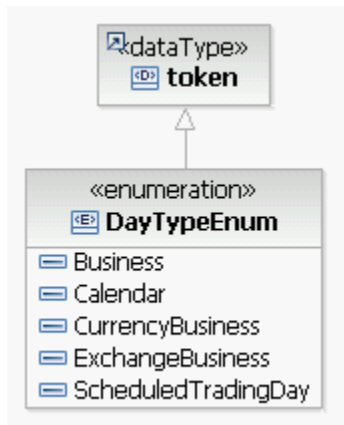 «dataType»
token
«enumeration»
DayTypeEnum
Business
Calendar
CurrencyBusiness
ExchangeBusiness
ScheduledTradingDay